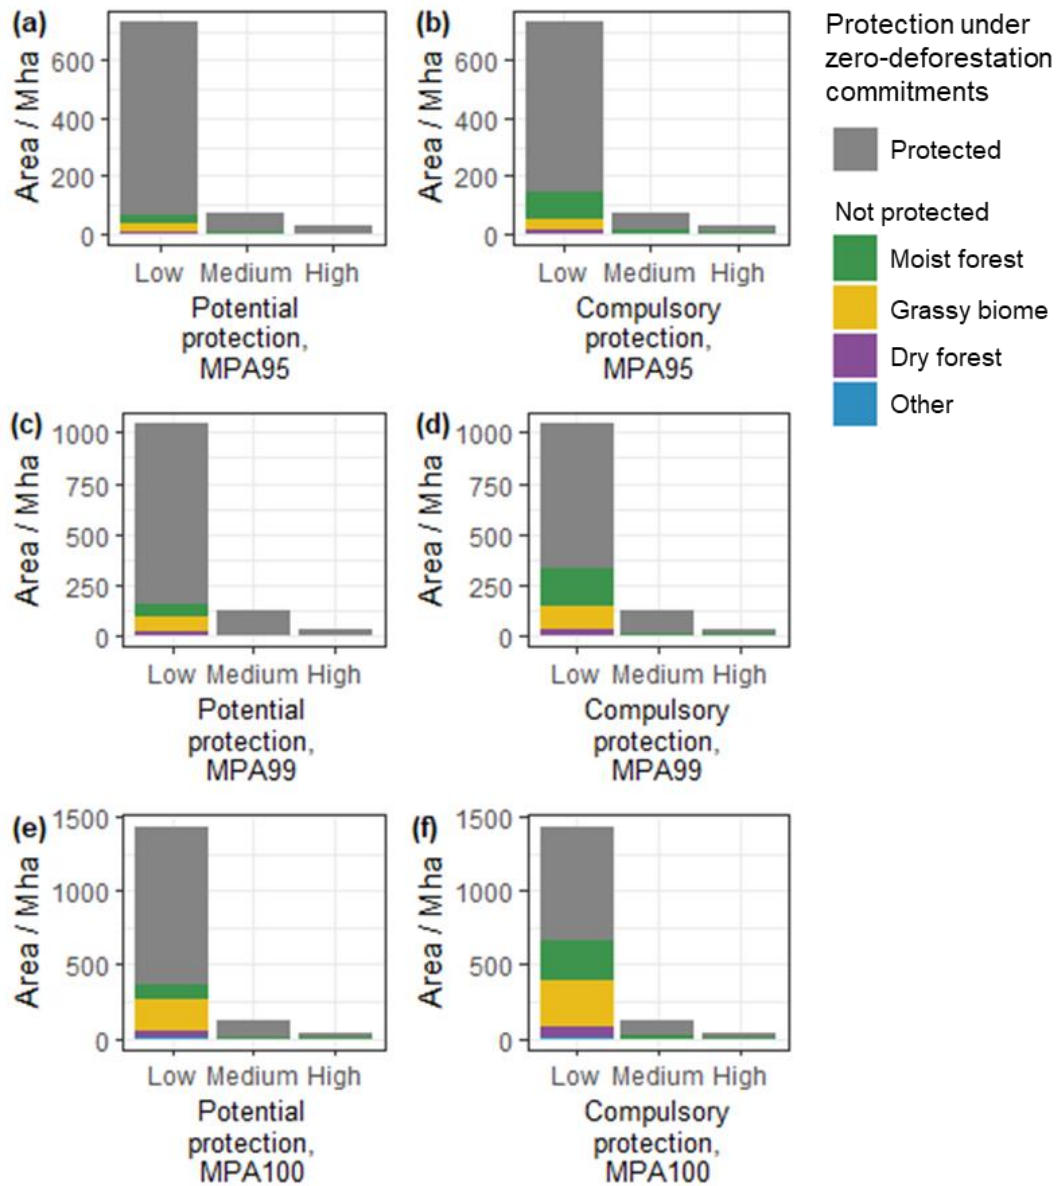 (a)
Area / Mha
600
400
200
0
Low Medium High
Potential
protection,
MPA95
(b)
Area / Mha
600
400
200
0
Low Medium High
Compulsory
protection,
MPA95
Protection under
zero-deforestation
commitments
Protected
Not protected
Moist forest
Grassy biome
Dry forest
Other
(c)
Area / Mha
1000
750
500
250
0
Low Medium High
Potential
protection,
MPA99
(d)
Area / Mha
1000
750
500
250
0
Low Medium High
Compulsory
protection,
MPA99
(e)
Area / Mha
1500
1000
500
0
Low Medium High
Potential
protection,
MPA100
(f)
Area / Mha
1500
1000
500
0
Low Medium High
Compulsory
protection,
MPA100